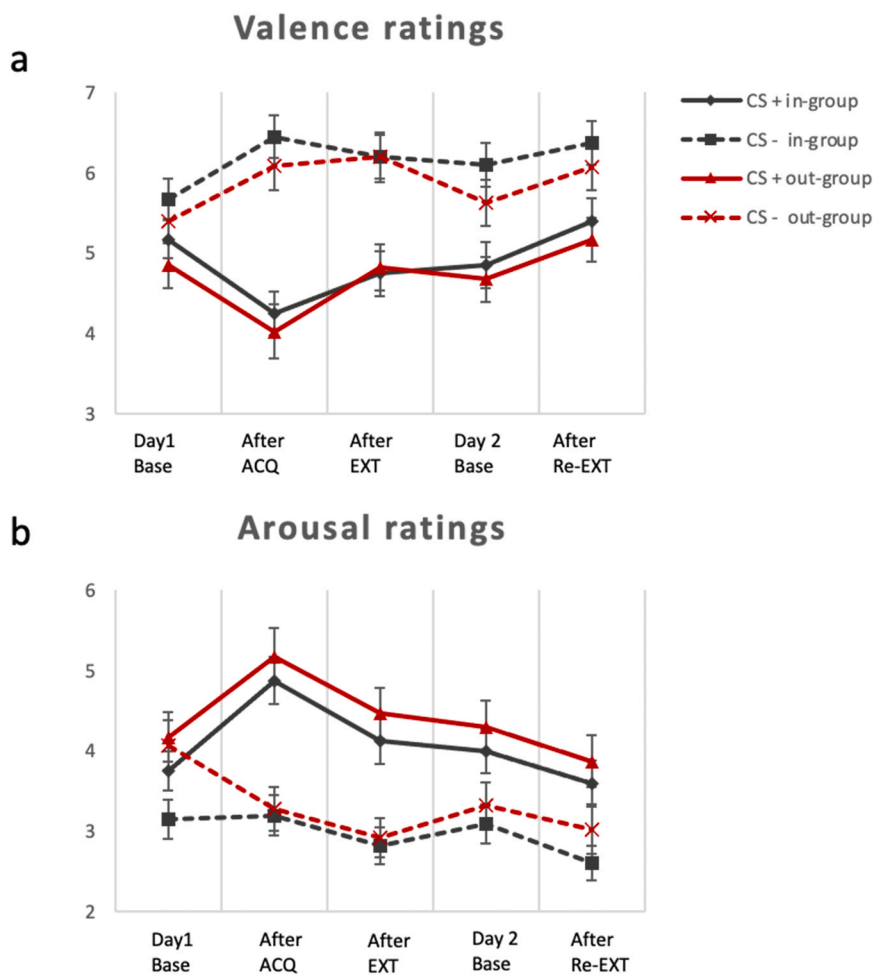 Valence ratings
a
7
6
5
4
3
Day1
Base
After
ACQ
After
EXT
Day 2
Base
After
Re-EXT
CS + in-group
CS - in-group
CS + out-group
CS - out-group
b
Arousal ratings
6
5
4
3
2
Day1
Base
After
ACQ
After
EXT
Day 2
Base
After
Re-EXT